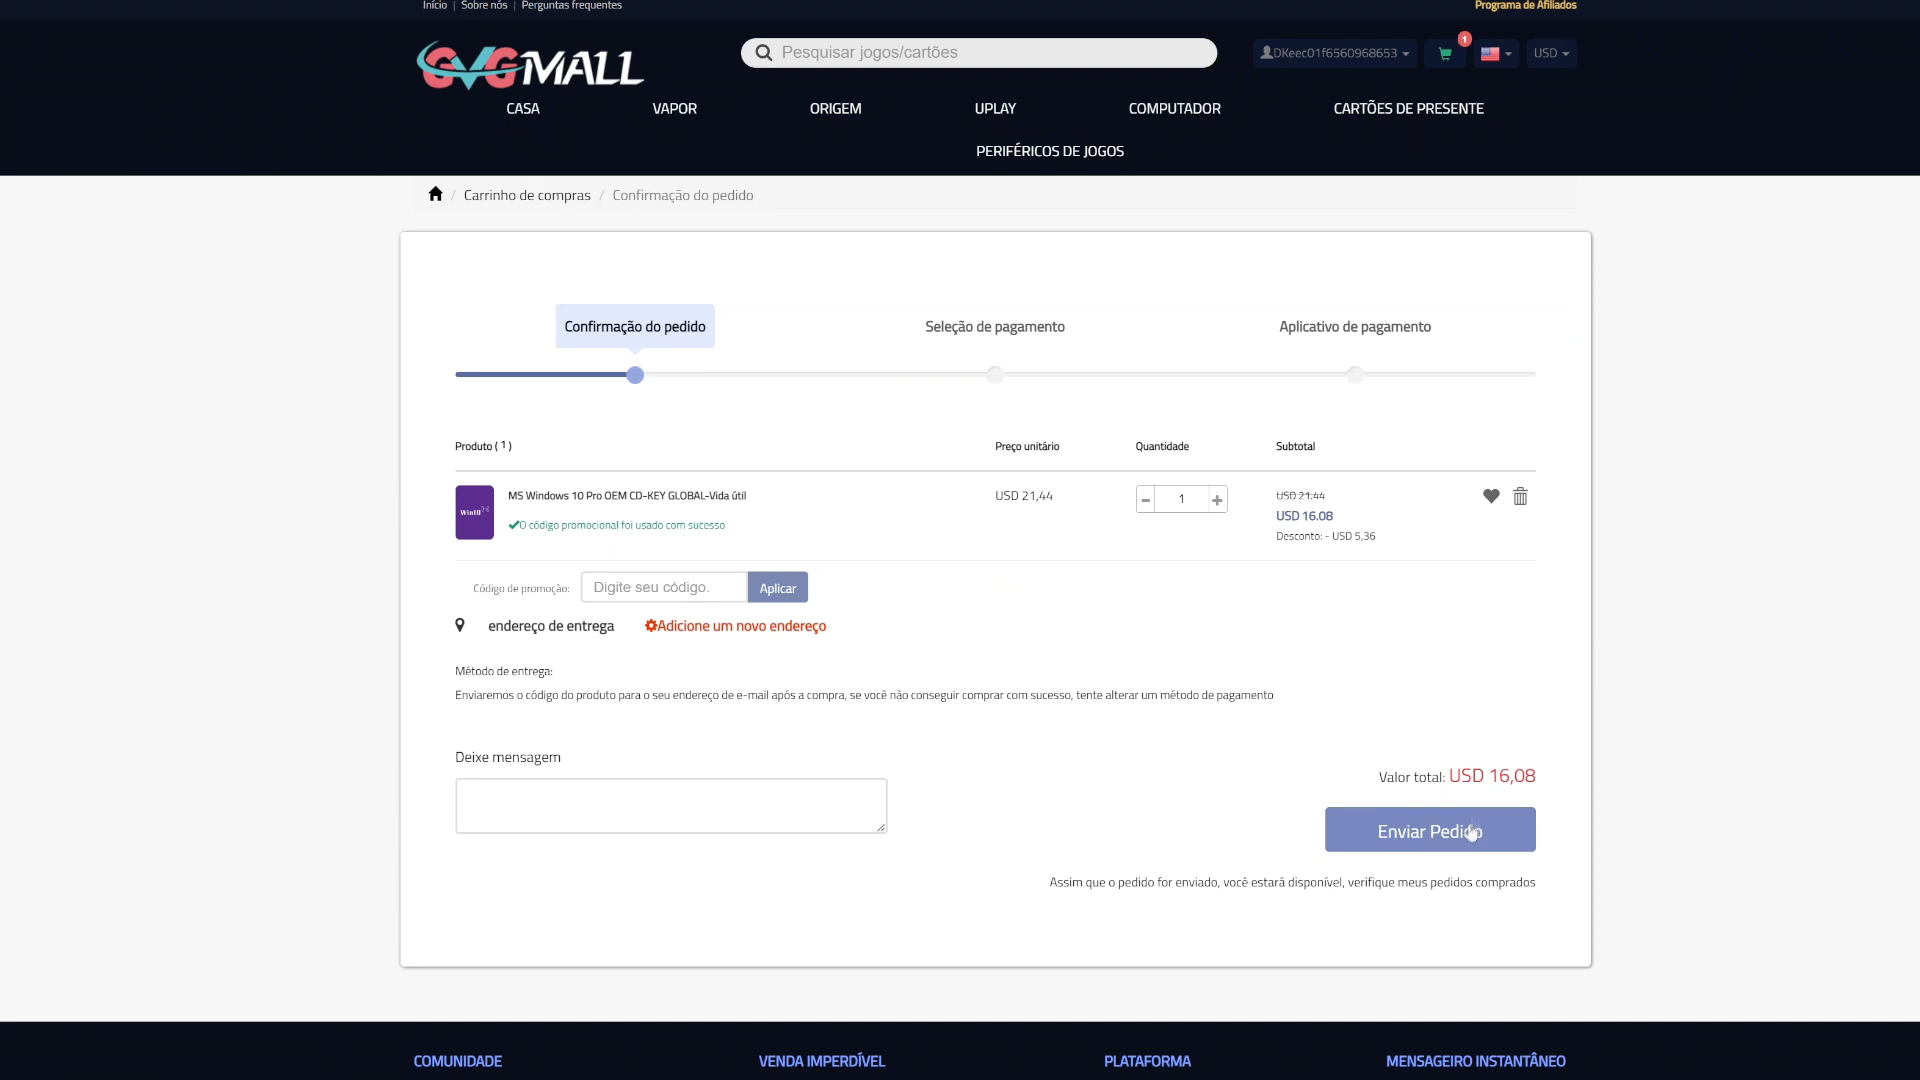 Início | Sobre nós | Perguntas frequentes
Programa de Afiliados
GVGMALL
Pesquisar jogos/cartões
DKeec01f6560968653
1
USD
CASA
VAPOR
ORIGEM
UPLAY
COMPUTADOR
CARTÕES DE PRESENTE
PERIFÉRICOS DE JOGOS
/ Carrinho de compras / Confirmação do pedido
Confirmação do pedido
Seleção de pagamento
Aplicativo de pagamento
Produto ( 1 )
Preço unitário
Quantidade
Subtotal
Win10
MS Windows 10 Pro OEM CD-KEY GLOBAL-Vida útil
USD 21,44
1
USD 21.44
USD 16.08
O código promocional foi usado com sucesso
Desconto: - USD 5,36
Código de promoção:
Digite seu código.
Aplicar
endereço de entrega
Adicione um novo endereço
Método de entrega:
Enviaremos o código do produto para o seu endereço de e-mail após a compra, se você não conseguir comprar com sucesso, tente alterar um método de pagamento
Deixe mensagem
Valor total: USD 16,08
Enviar Pedido
Assim que o pedido for enviado, você estará disponível, verifique meus pedidos comprados
COMUNIDADE
VENDA IMPERDÍVEL
PLATAFORMA
MENSAGEIRO INSTANTÂNEO